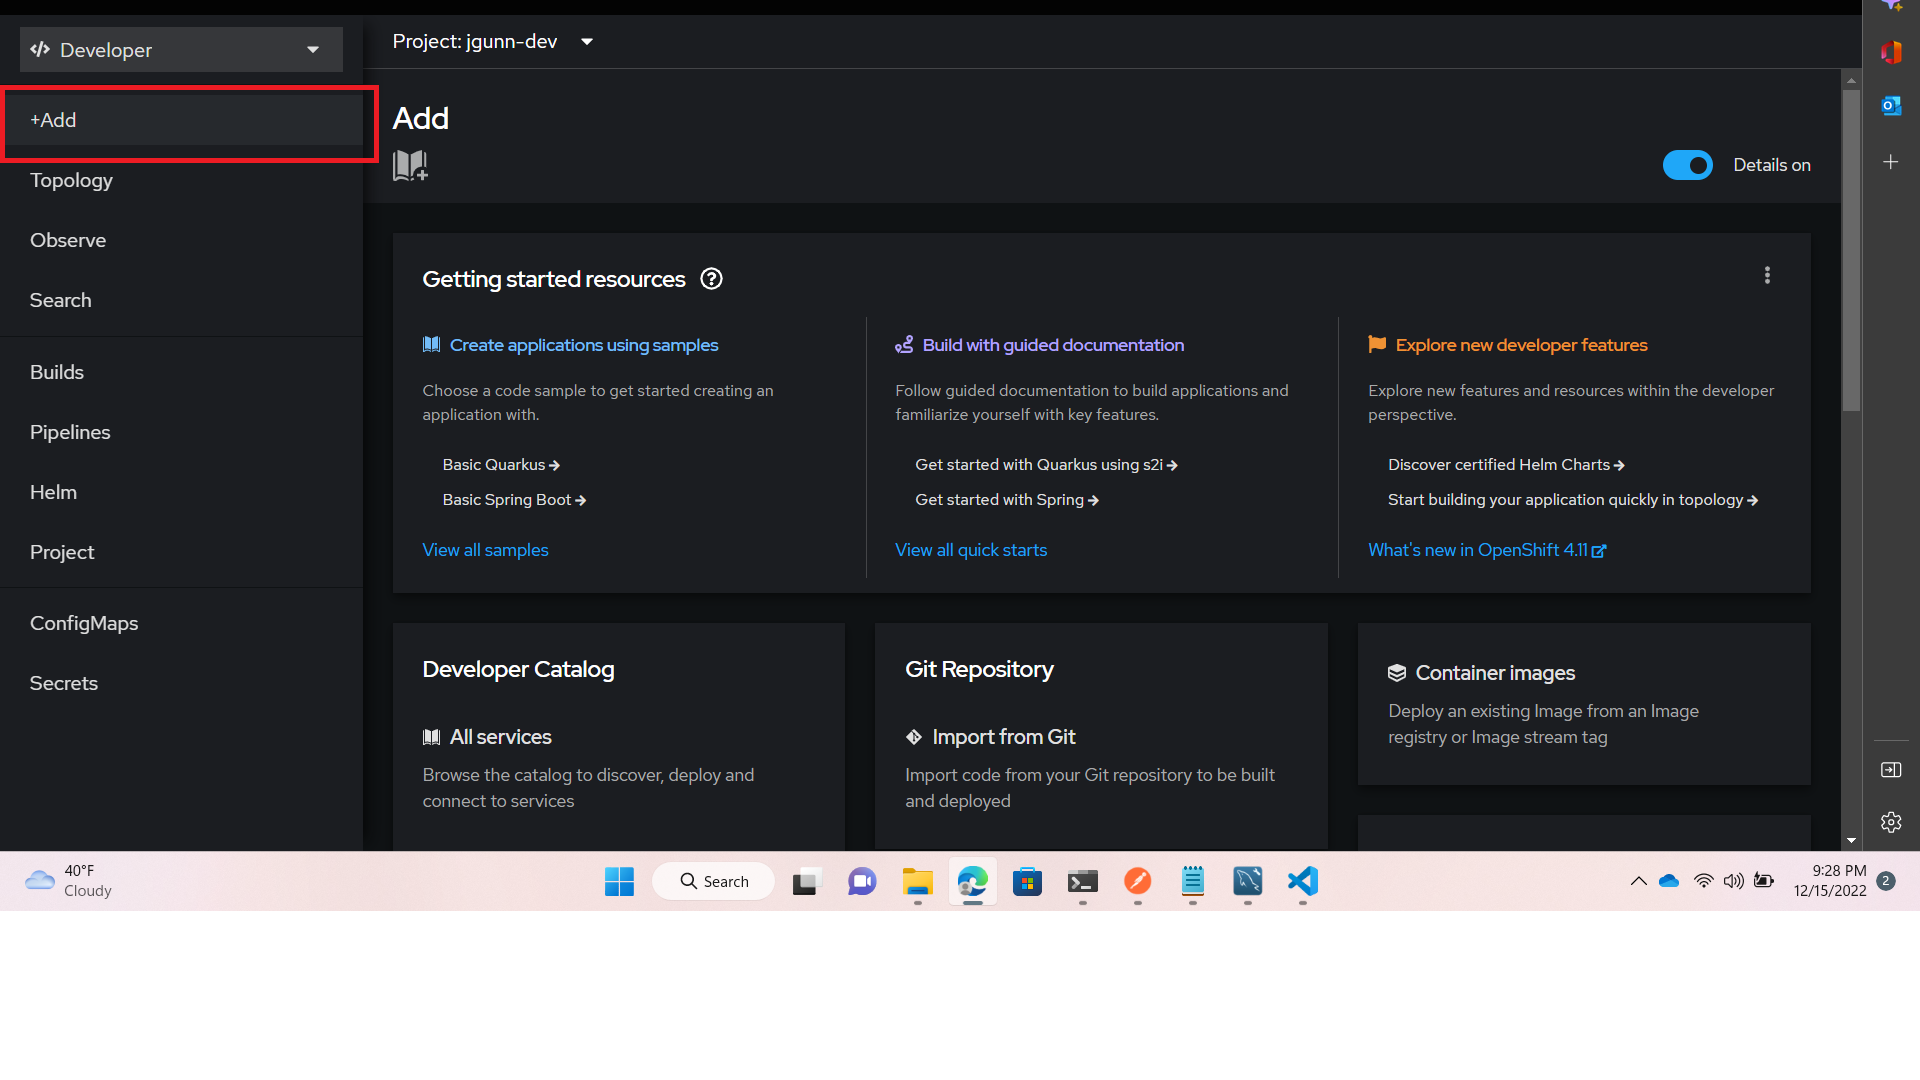 Developer
Project: jgunn-dev
+Add
Topology
Observe
Search
Builds
Pipelines
Helm
Project
ConfigMaps
Secrets
Add
Details on
Getting started resources
Create applications using samples
Choose a code sample to get started creating an
application with.
Basic Quarkus
Basic Spring Boot
View all samples
Build with guided documentation
Follow guided documentation to build applications and
familiarize yourself with key features.
Get started with Quarkus using s2i
Get started with Spring
View all quick starts
Explore new developer features
Explore new features and resources within the developer
perspective.
Discover certified Helm Charts
Start building your application quickly in topology
What's new in OpenShift 4.11
Developer Catalog
All services
Browse the catalog to discover, deploy and
connect to services
Git Repository
Import from Git
Import code from your Git repository to be built
and deployed
Container images
Deploy an existing Image from an Image
registry or Image stream tag
40°F
Cloudy
Search
9:28 PM
12/15/2022
2